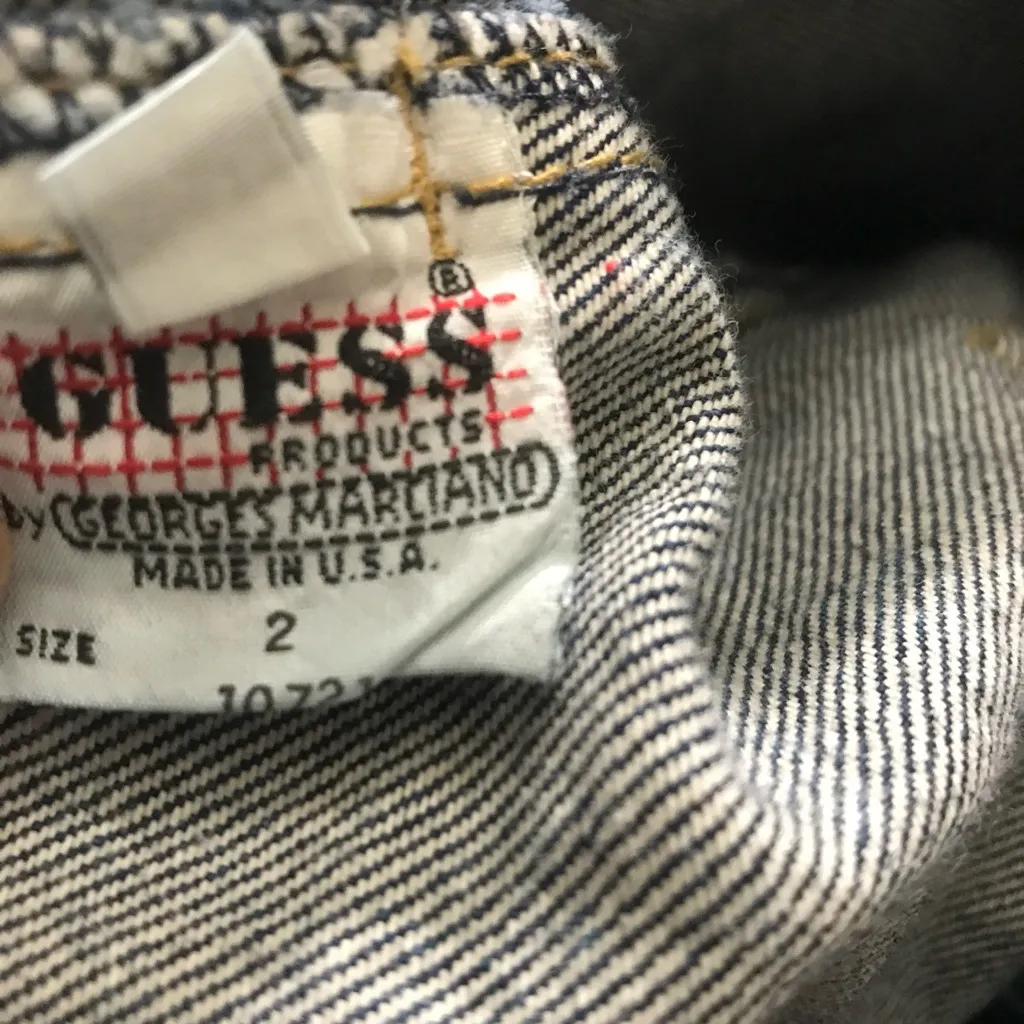 ®
GUESS
PRODUCTS
by GEORGES MARCIANO
MADE IN U.S.A.
SIZE 2